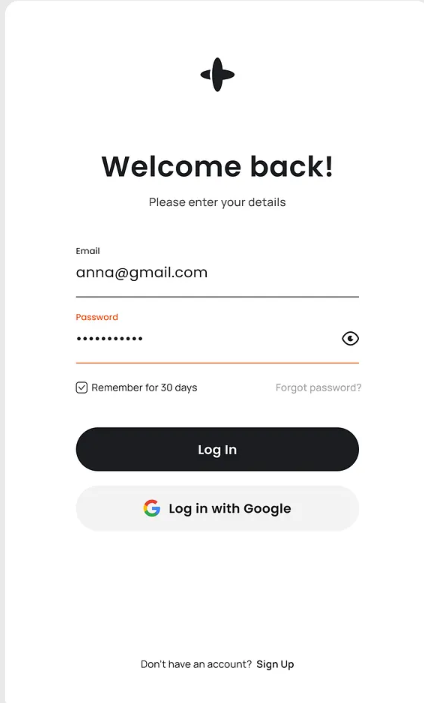 Welcome back!
Please enter your details
Email
anna@gmail.com
Password
•••••••••••
Remember for 30 days Forgot password?
Log In
Log in with Google
Don't have an account? Sign Up